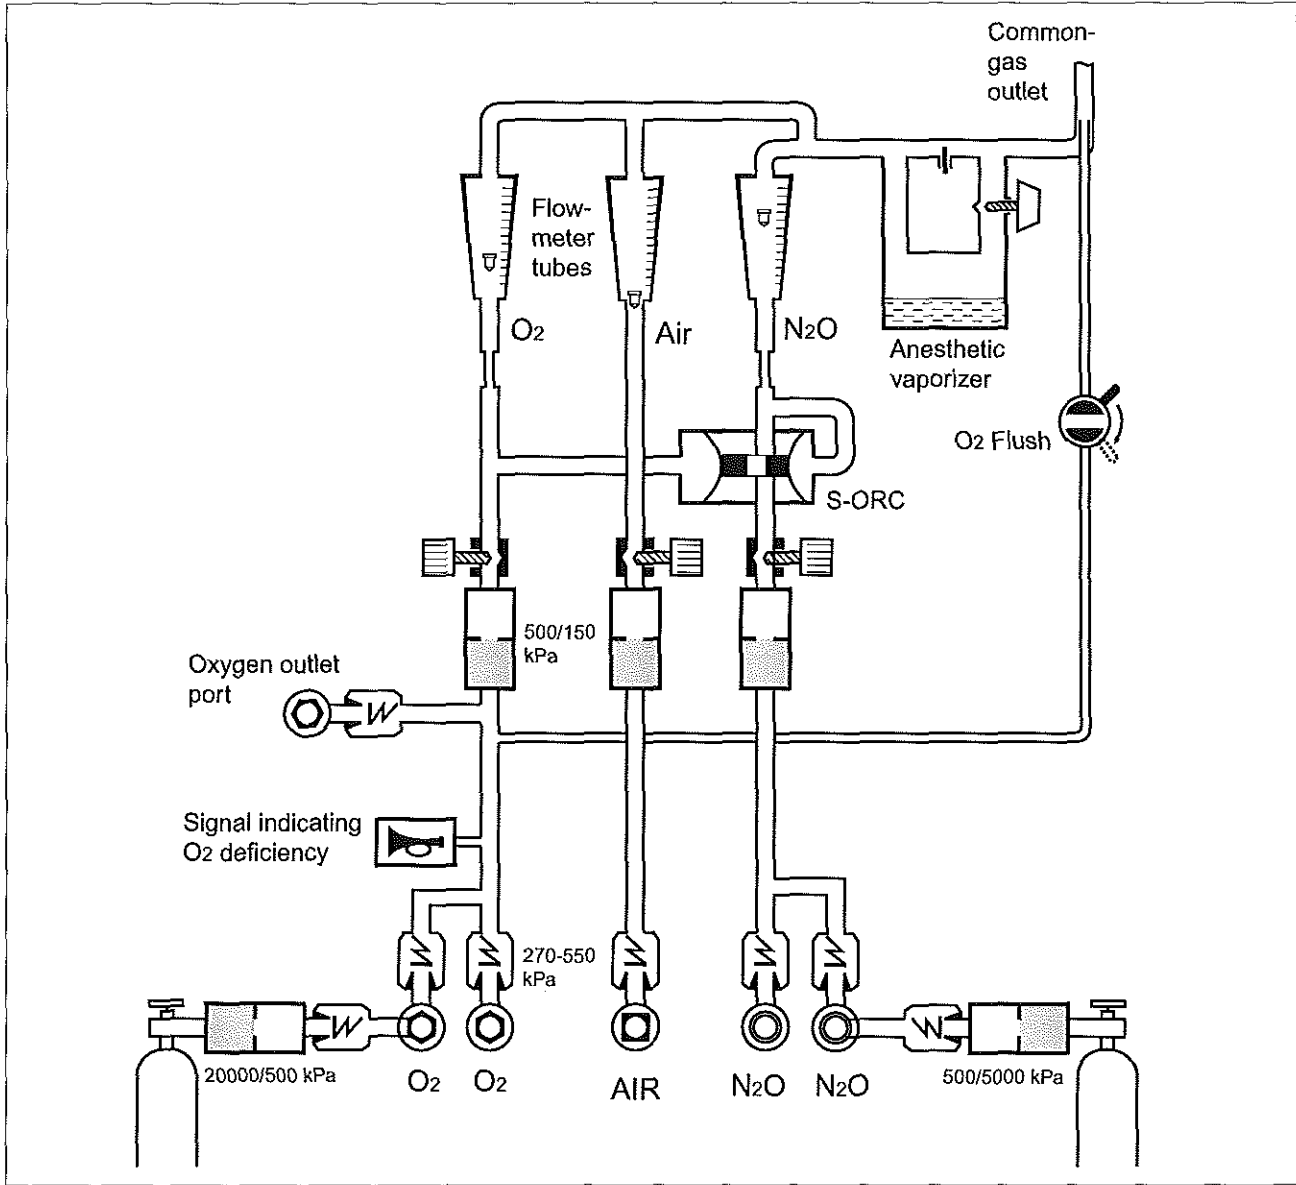 Common-
gas
outlet
Flow-
meter
tubes
O2
Air
N2O
Anesthetic
vaporizer
O2 Flush
S-ORC
500/150
kPa
Oxygen outlet
port
Signal indicating
O2 deficiency
270-550
kPa
20000/500 kPa
O2
O2
AIR
N2O
N2O
500/5000 kPa